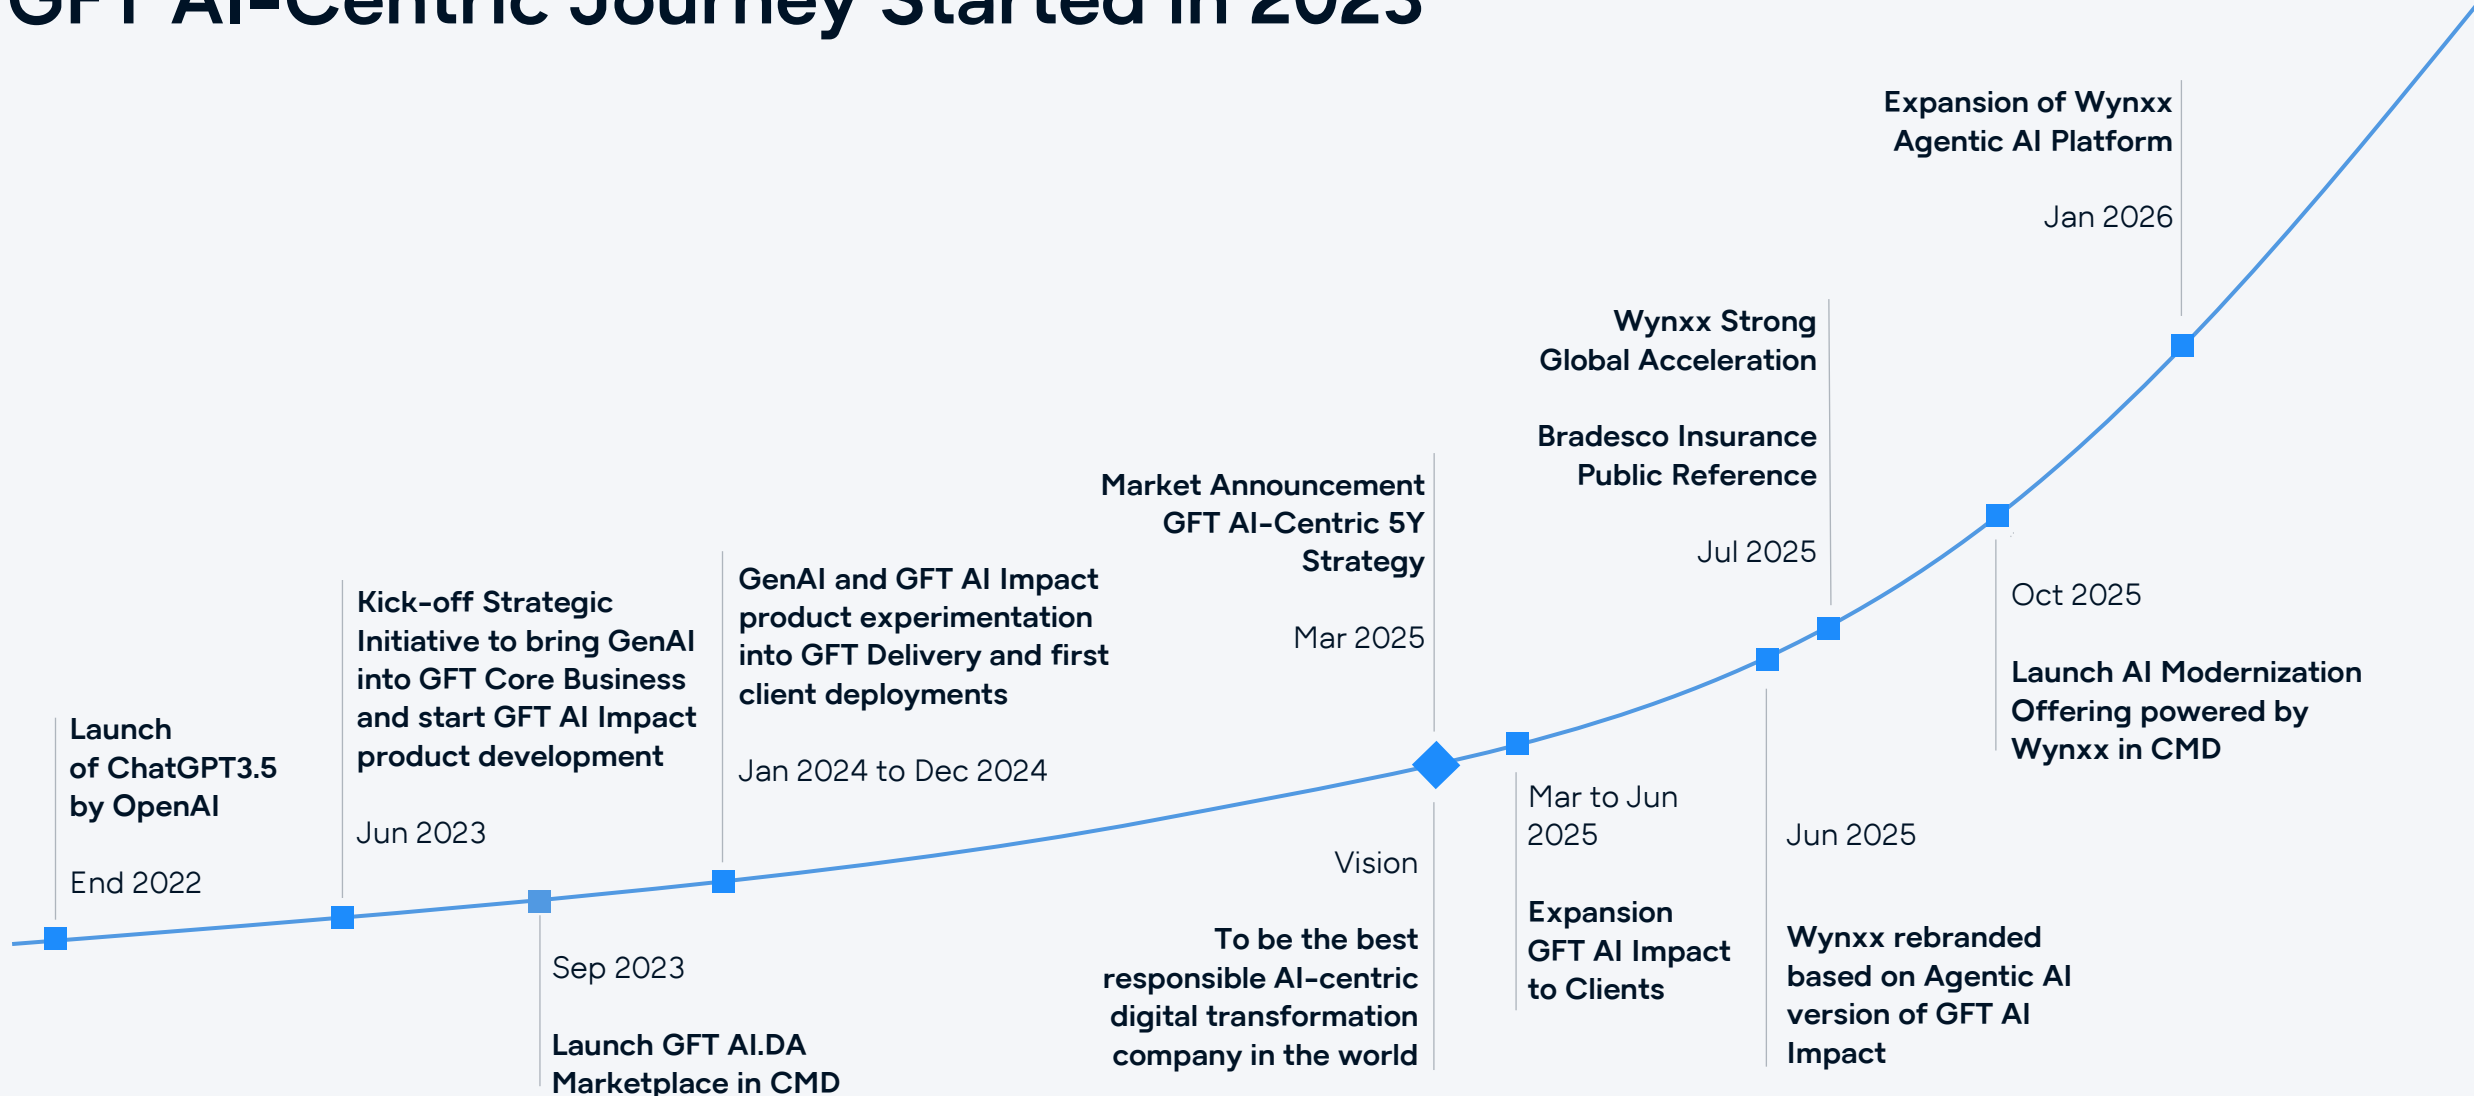 GFT AI-Centric Journey Started in 2023
Launch
of ChatGPT3.5
by OpenAI
End 2022
Kick-off Strategic
Initiative to bring GenAI
into GFT Core Business
and start GFT AI Impact
product development
Jun 2023
Sep 2023
Launch GFT AI.DA
Marketplace in CMD
GenAI and GFT AI Impact
product experimentation
into GFT Delivery and first
client deployments
Jan 2024 to Dec 2024
Market Announcement
GFT AI-Centric 5Y
Strategy
Mar 2025
Vision
To be the best
responsible AI-centric
digital transformation
company in the world
Mar to Jun
2025
Expansion
GFT AI Impact
to Clients
Jun 2025
Wynxx rebranded
based on Agentic AI
version of GFT AI
Impact
Wynxx Strong
Global Acceleration
Bradesco Insurance
Public Reference
Jul 2025
Oct 2025
Launch AI Modernization
Offering powered by
Wynxx in CMD
Expansion of Wynxx
Agentic AI Platform
Jan 2026